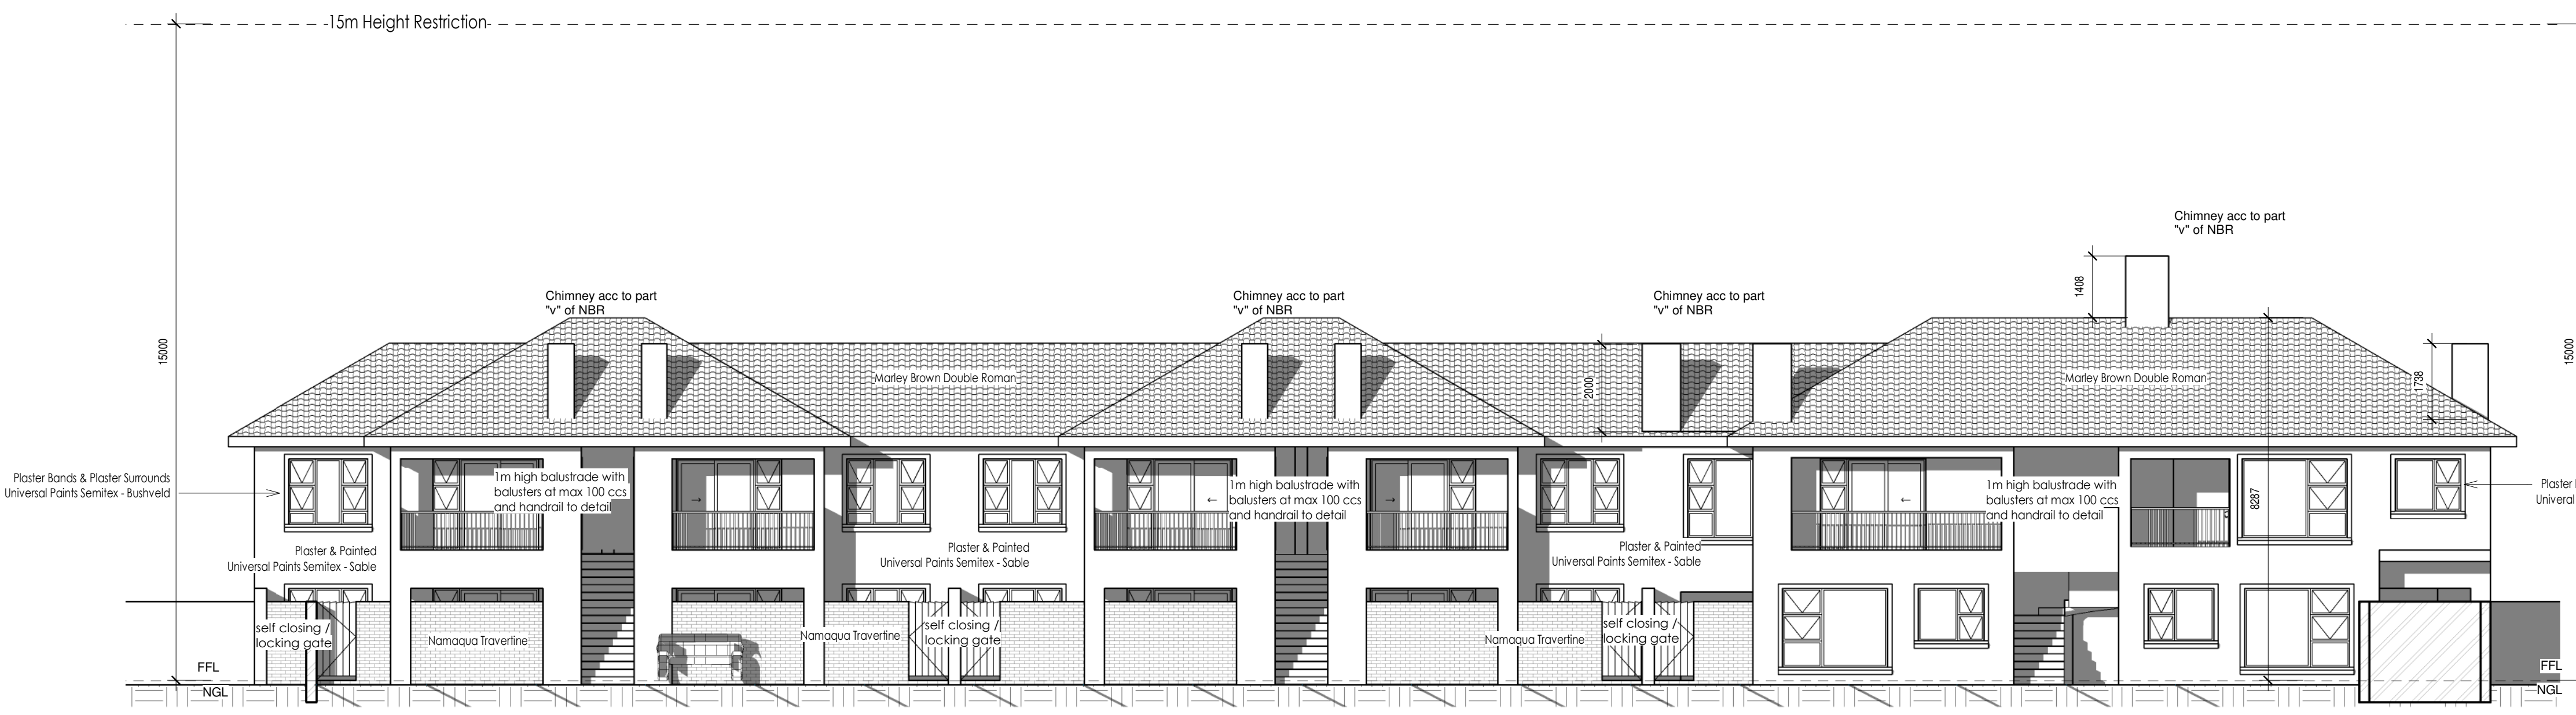 15m Height Restriction
15000
Chimney acc to part
"v" of NBR
1408
Chimney acc to part
"v" of NBR
Chimney acc to part
"v" of NBR
Chimney acc to part
"v" of NBR
15000
Marley Brown Double Roman
2000
Marley Brown Double Roman
1738
Plaster Bands & Plaster Surrounds
Universal Paints Semitex - Bushveld
1m high balustrade with
balusters at max 100 ccs
and handrail to detail
1m high balustrade with
balusters at max 100 ccs
and handrail to detail
1m high balustrade with
balusters at max 100 ccs
and handrail to detail
8287
Plaster
Univeral
Plaster & Painted
Universal Paints Semitex - Sable
Plaster & Painted
Universal Paints Semitex - Sable
Plaster & Painted
Universal Paints Semitex - Sable
self closing /
locking gate
Namaqua Travertine
Namaqua Travertine
self closing /
locking gate
Namaqua Travertine
self closing /
locking gate
FFL
NGL
FFL
NGL